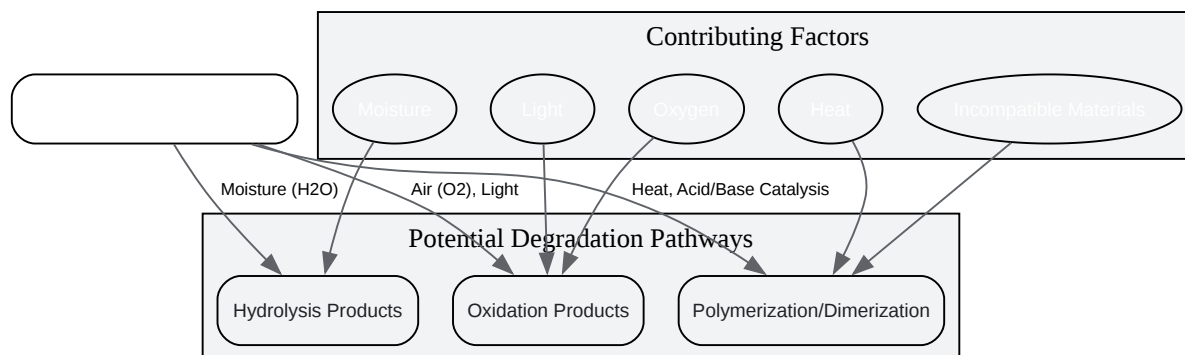 Contributing Factors
Moisture
Light
Oxygen
Heat
Incompatible Materials
Moisture (H2O)
Air (O2), Light
Heat, Acid/Base Catalysis
Potential Degradation Pathways
Hydrolysis Products
Oxidation Products
Polymerization/Dimerization